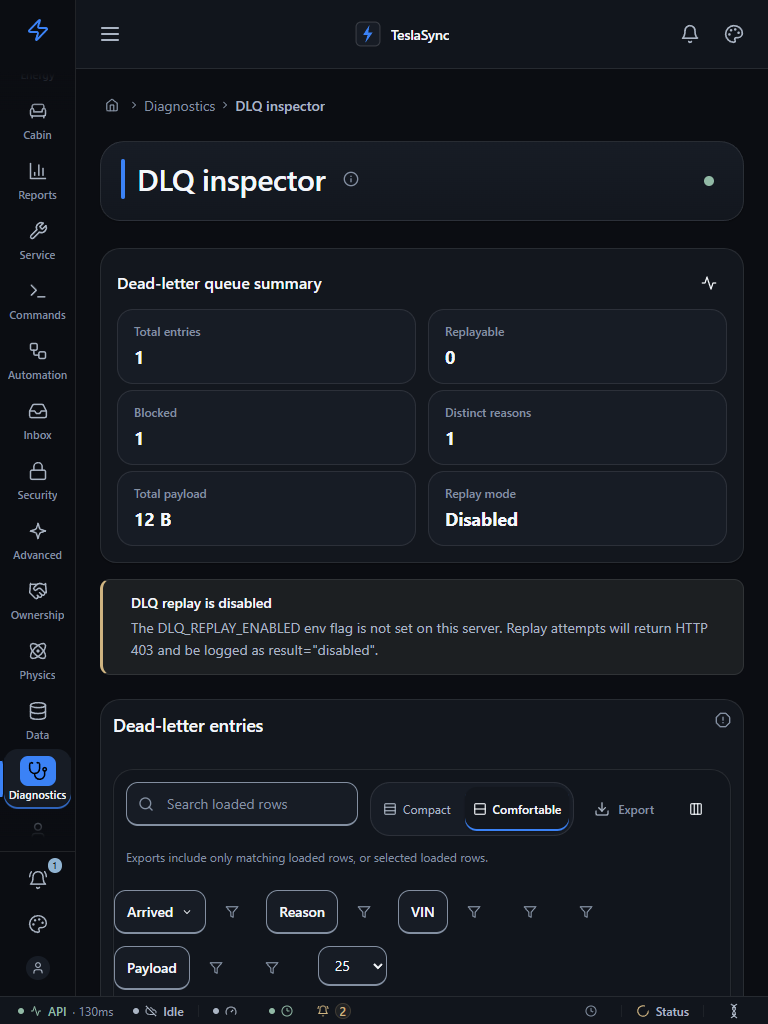 TeslaSync
Energy
Cabin
Reports
Service
Commands
Automation
Inbox
Security
Advanced
Ownership
Physics
Data
Diagnostics
1
Diagnostics
DLQ inspector
DLQ inspector
Dead-letter queue summary
Total entries
1
Replayable
0
Blocked
1
Distinct reasons
1
Total payload
12 B
Replay mode
Disabled
DLQ replay is disabled
The DLQ_REPLAY_ENABLED env flag is not set on this server. Replay attempts will return HTTP
403 and be logged as result="disabled".
Dead-letter entries
Search loaded rows
Compact
Comfortable
Export
Exports include only matching loaded rows, or selected loaded rows.
Arrived
Reason
VIN
Payload
25
API · 130ms
Idle
2
Status